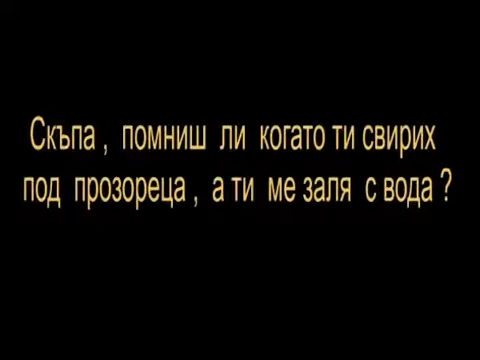 Скъпа , помниш ли когато ти свирих
под прозореца , а ти ме заля с вода ?